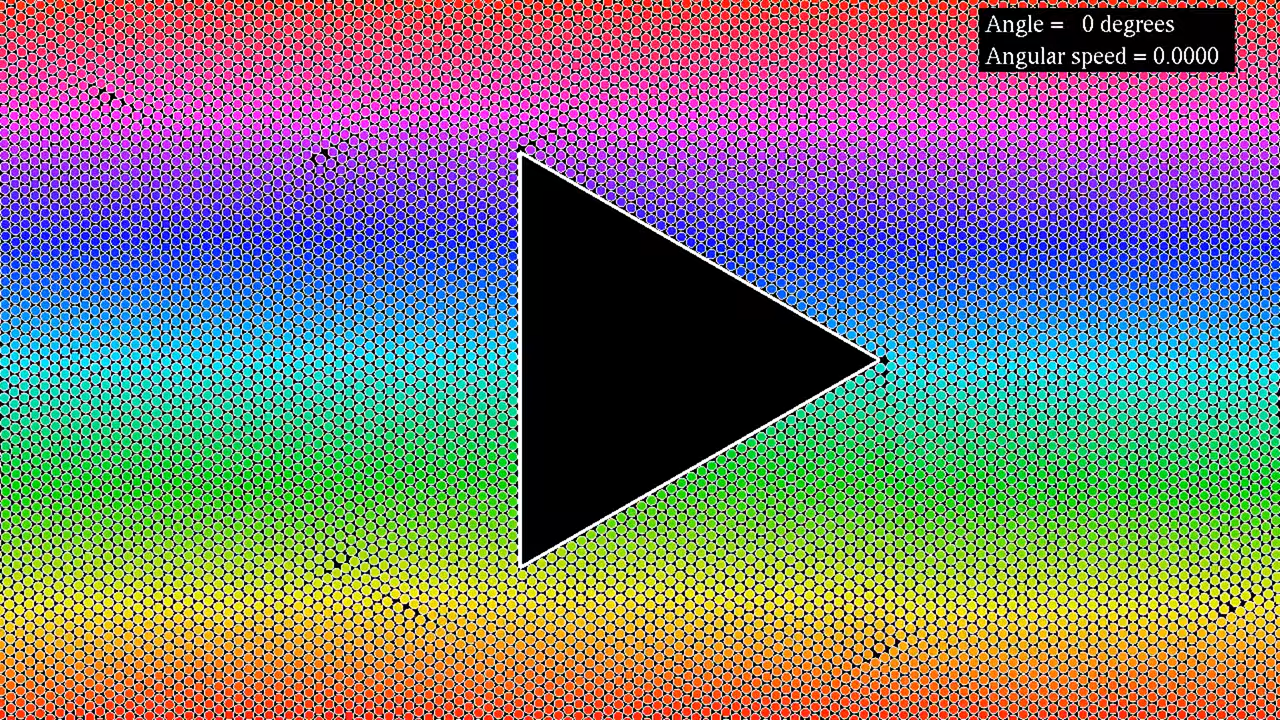 Angle =   0 degrees
Angular speed = 0.0000